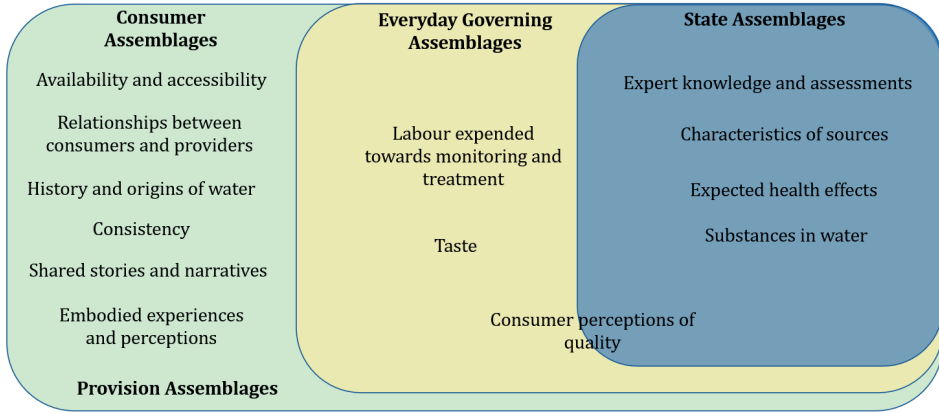 Consumer
Assemblages
Availability and accessibility
Relationships between
consumers and providers
History and origins of water
Consistency
Shared stories and narratives
Embodied experiences
and perceptions
Provision Assemblages
Everyday Governing
Assemblages
Labour expended
towards monitoring and
treatment
Taste
Consumer perceptions of
quality
State Assemblages
Expert knowledge and assessments
Characteristics of sources
Expected health effects
Substances in water